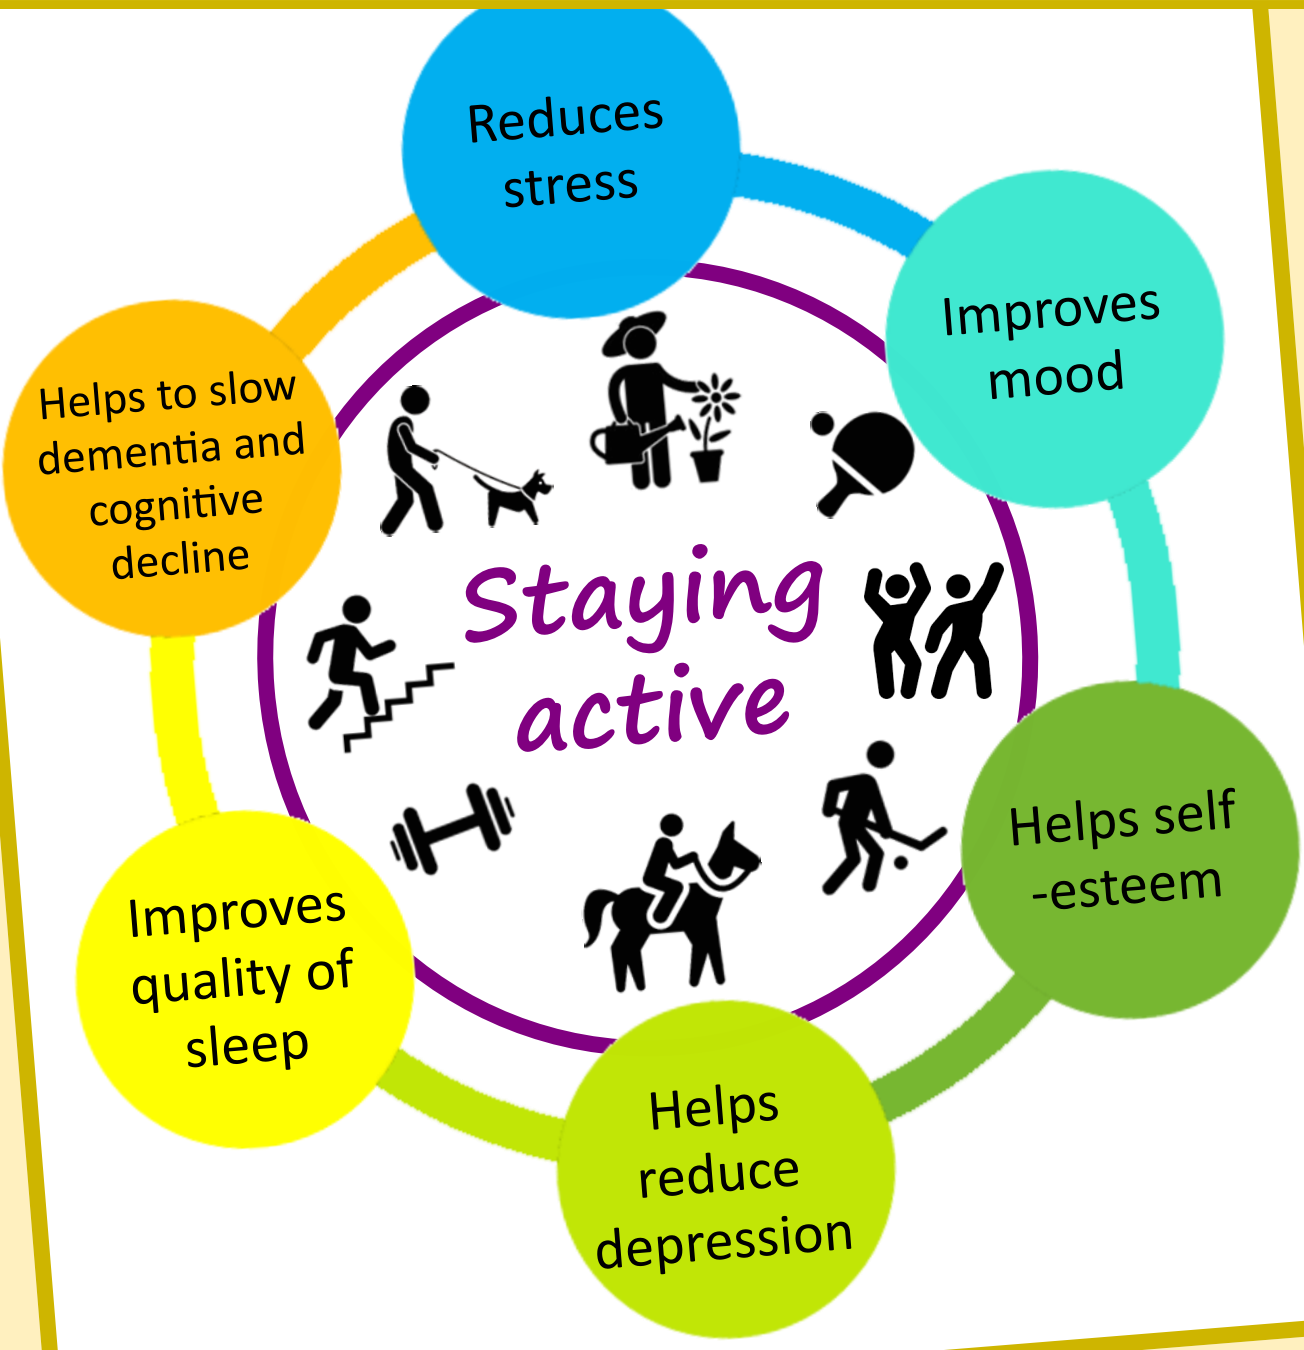 Reduces
stress
Improves
mood
Helps self
-esteem
Helps
reduce
depression
Improves
quality of
sleep
Helps to slow
dementia and
cognitive
decline
Staying
active